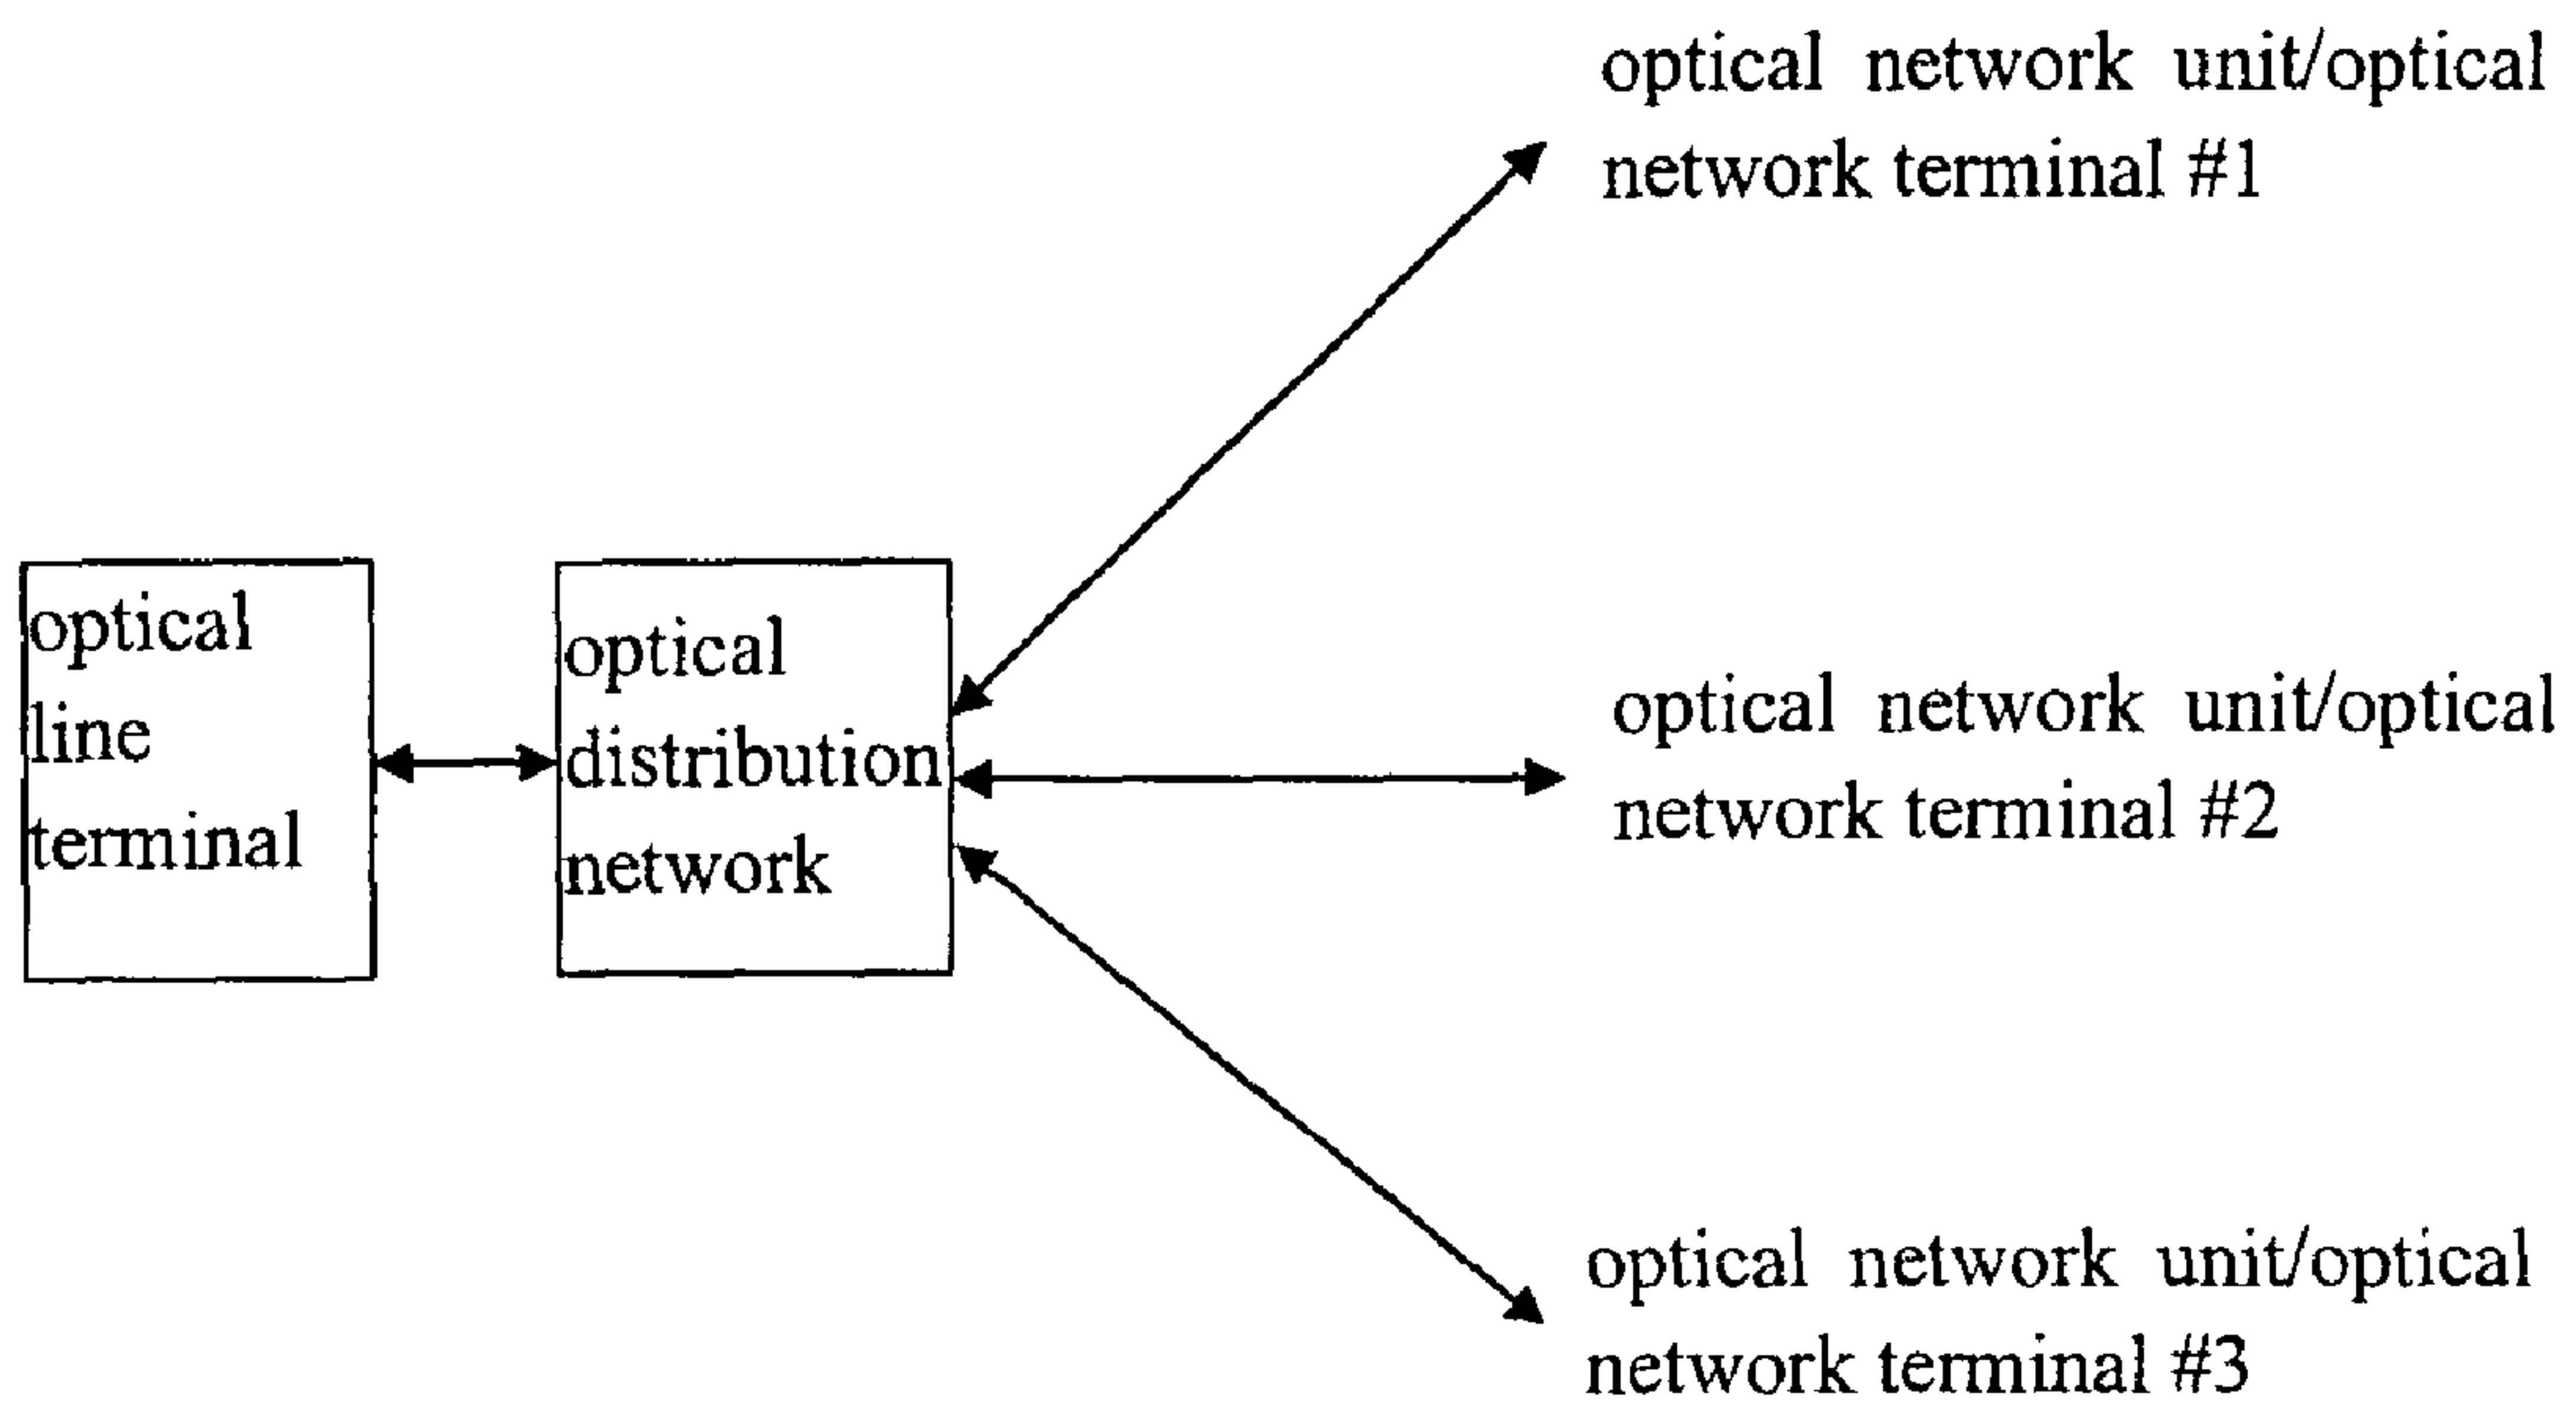 optical network unit/optical
network terminal #1
optical
line
terminal
optical
distribution
network
optical network unit/optical
network terminal #2
optical network unit/optical
network terminal #3